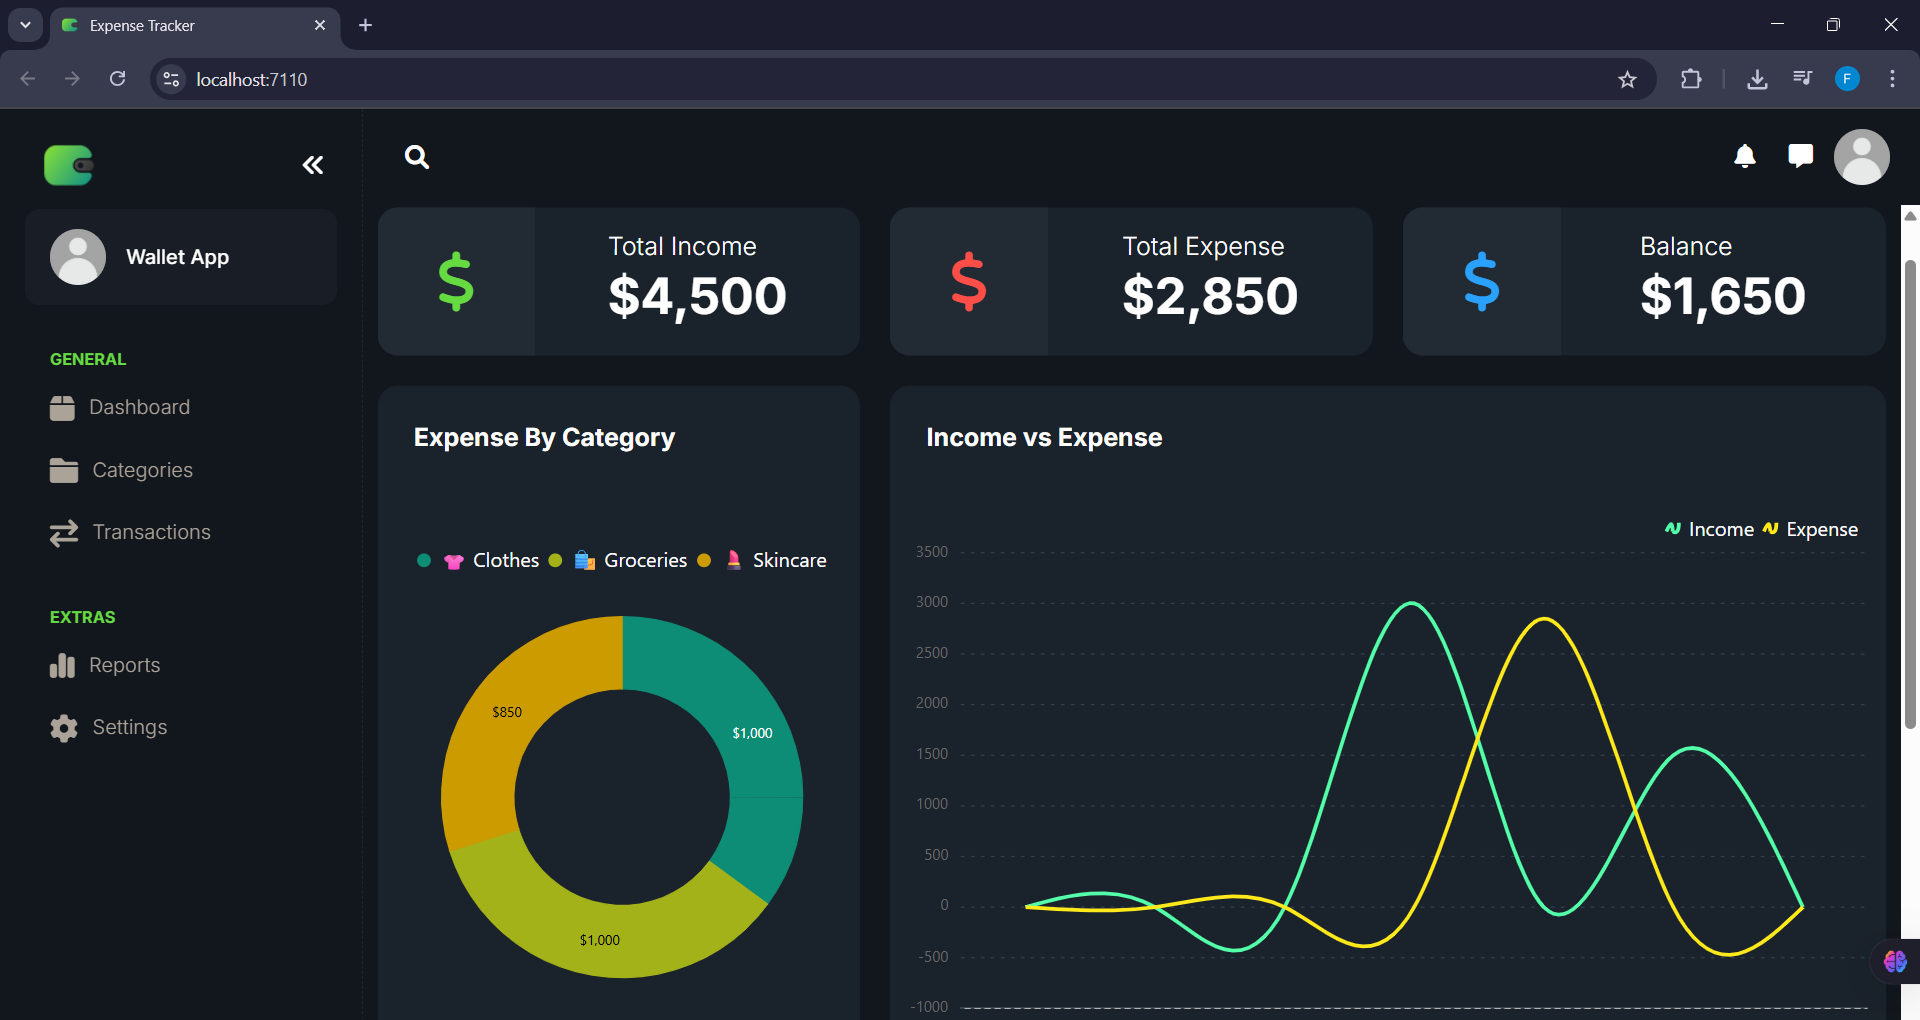 Expense Tracker
localhost:7110
F
Wallet App
GENERAL
Dashboard
Categories
Transactions
EXTRAS
Reports
Settings
$
Total Income
$4,500
$
Total Expense
$2,850
$
Balance
$1,650
Expense By Category
Clothes Groceries Skincare
$850
$1,000
$1,000
Income vs Expense
Income Expense
3500
3000
2500
2000
1500
1000
500
0
-500
-1000